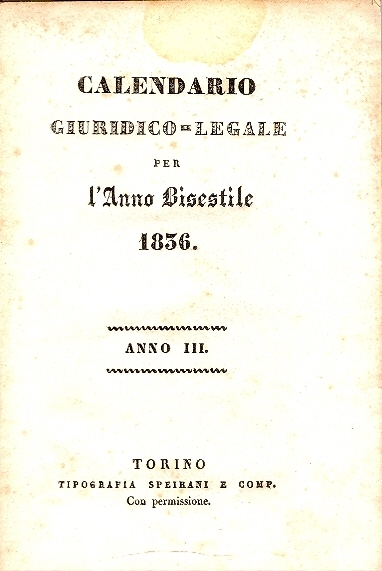 CALENDARIO
GIURIDICO-LEGALE
PER
l'Anno Bisestile
1836.
ANNO III.
TORINO
TIPOGRAFIA SPEIRANI E COMP.
Con permissione.